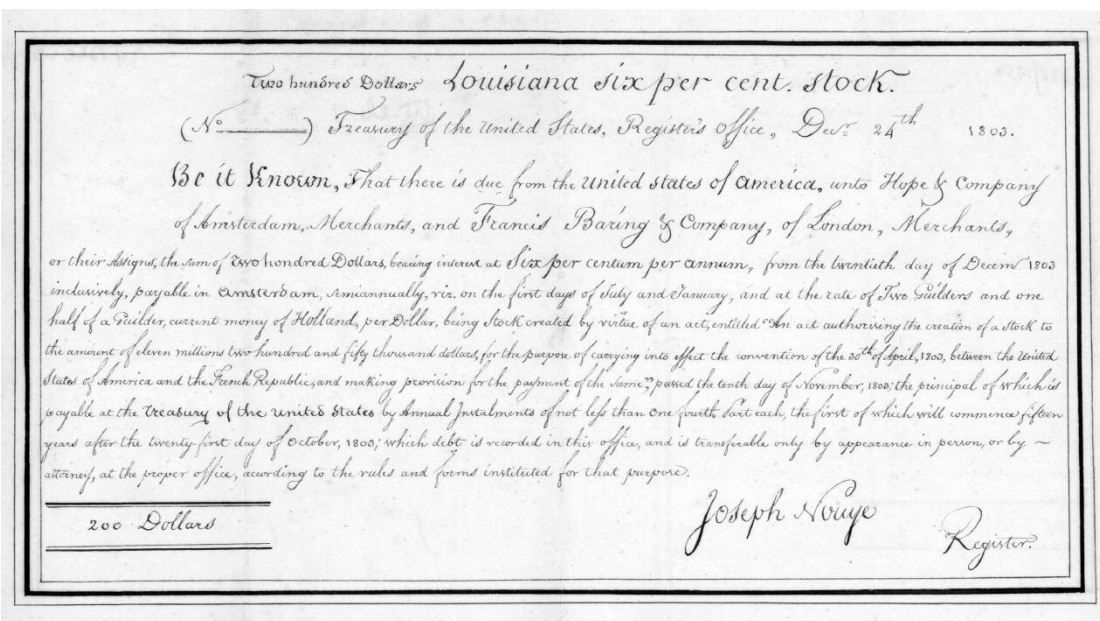 Two hundred Dollars Louisiana six per cent. stock.
(No ) Treasury of the United States, Register's Office, Decr. 24th 1803.
Be it Known, That there is due from the United States of America, unto Hope & Company
of Amsterdam, Merchants, and Francis Baring & Company, of London, Merchants,
or their Assigns, the sum of Two hundred Dollars, bearing interest at Six per centum per annum, from the twentieth day of Decemr 1803
inclusively, payable in Amsterdam, semiannually, viz. on the first days of July and January, and at the rate of Two Guilders and one
half of a Guilder, current money of Holland, per Dollar, being Stock created by virtue of an act, entitled "An act authorising the creation of a Stock to
the amount of eleven millions two hundred and fifty thousand dollars, for the purpose of carrying into effect the convention of the 30th of April, 1803, between the United
States of America and the French Republic, and making provision for the payment of the same", passed the tenth day of November, 1803; the principal of which is
payable at the Treasury of the United States by Annual Instalments of not less than One fourth Part each, the first of which will commence fifteen
years after the twenty first day of October, 1803; which debt is recorded in this office, and is transferable only by appearance in person, or by ~
attorney, at the proper office, according to the rules and forms instituted for that purpose.
200 Dollars
Joseph Nourse
Register.